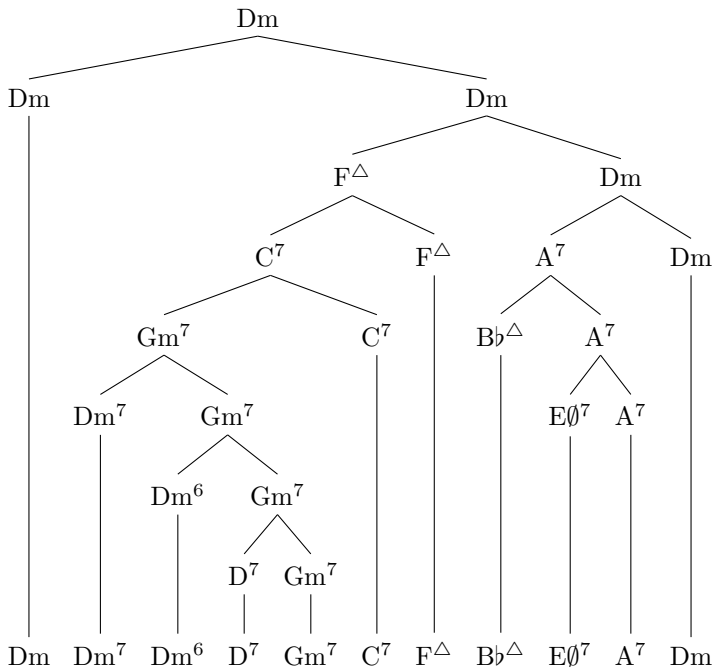 Dm
Dm Dm
F△ Dm
C⁷ F△ A⁷ Dm
Gm⁷ C⁷ B♭△ A⁷
Dm⁷ Gm⁷ E∅⁷ A⁷
Dm⁶ Gm⁷
D⁷ Gm⁷
Dm Dm⁷ Dm⁶ D⁷ Gm⁷ C⁷ F△ B♭△ E∅⁷ A⁷ Dm